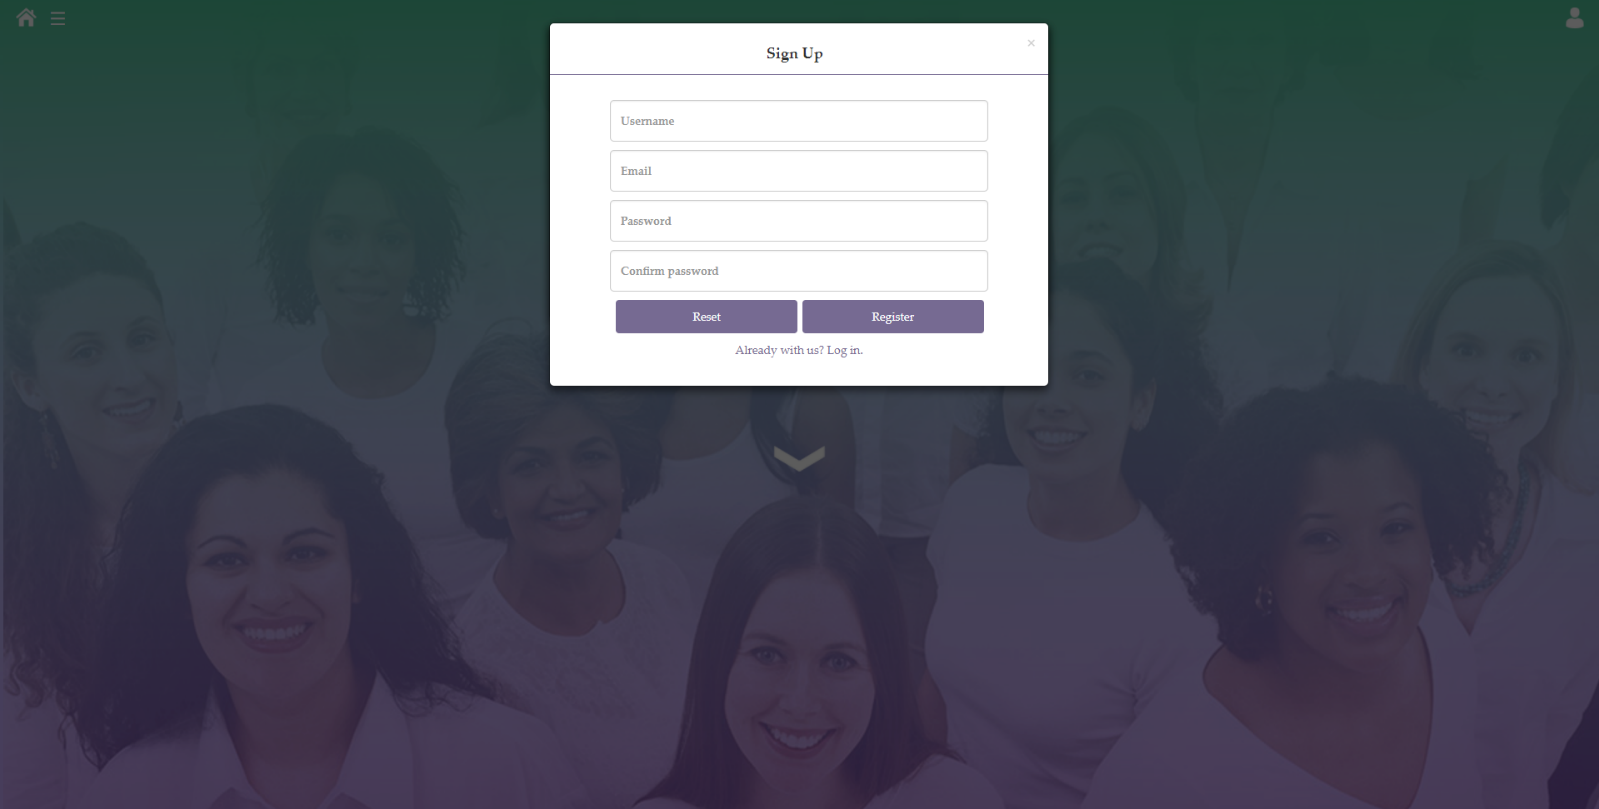 Sign Up
×
Username
Email
Password
Confirm password
Reset Register
Already with us? Log in.